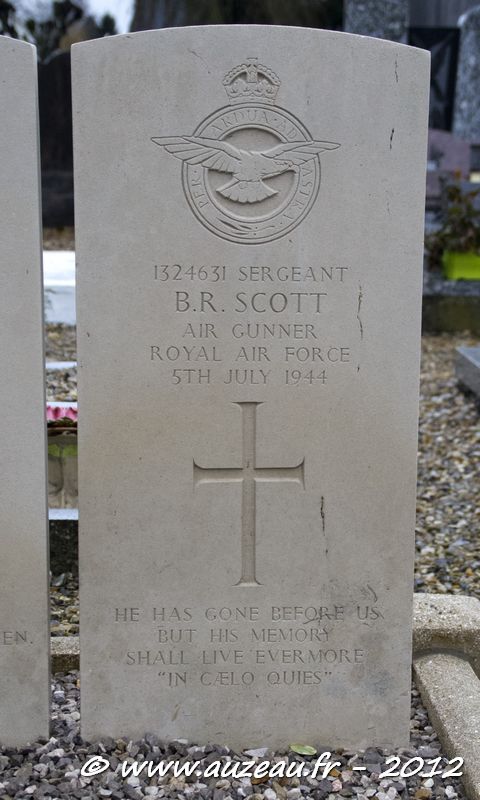 PER · ARDUA · AD · ASTRA
1324631 SERGEANT
B.R. SCOTT
AIR GUNNER
ROYAL AIR FORCE
5TH JULY 1944
HE HAS GONE BEFORE US
BUT HIS MEMORY
SHALL LIVE EVERMORE
"IN CÆLO QUIES"
EN.
© www.auzeau.fr - 2012